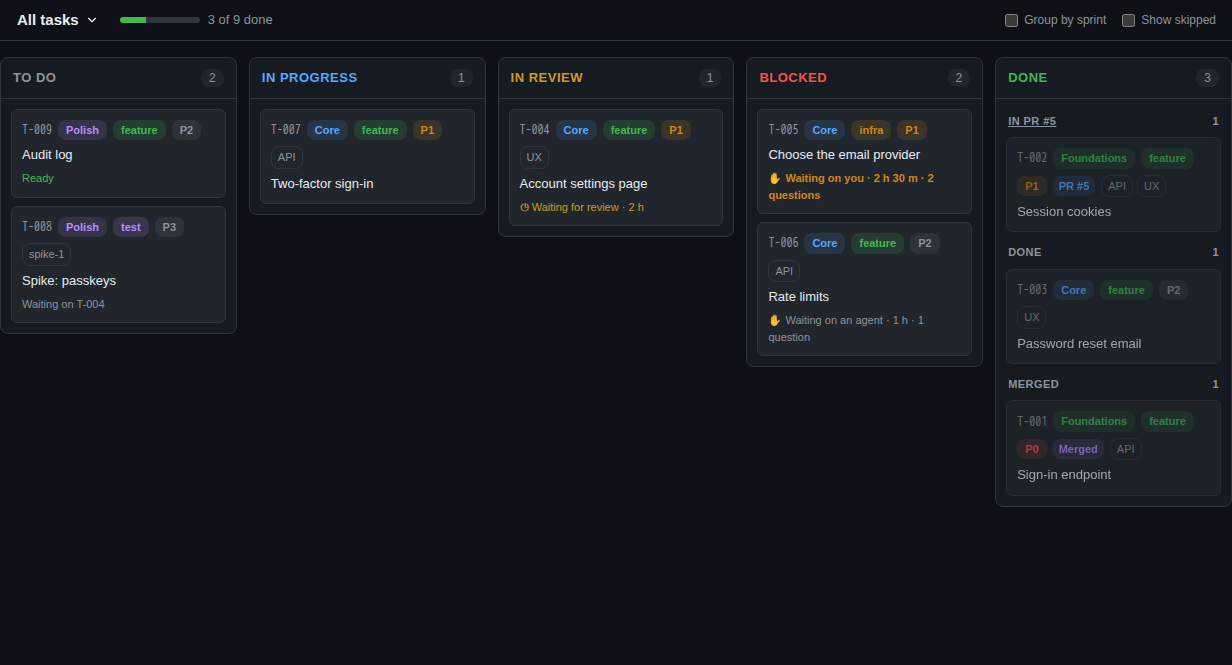 All tasks
3 of 9 done
Group by sprint
Show skipped
TO DO 2
T-009 Polish feature P2
Audit log
Ready
T-008 Polish test P3
spike-1
Spike: passkeys
Waiting on T-004
IN PROGRESS 1
T-007 Core feature P1
API
Two-factor sign-in
IN REVIEW 1
T-004 Core feature P1
UX
Account settings page
Waiting for review · 2 h
BLOCKED 2
T-005 Core infra P1
Choose the email provider
Waiting on you · 2 h 30 m · 2
questions
T-006 Core feature P2
API
Rate limits
Waiting on an agent · 1 h · 1
question
DONE 3
IN PR #5 1
T-002 Foundations feature
P1 PR #5 API UX
Session cookies
DONE 1
T-003 Core feature P2
UX
Password reset email
MERGED 1
T-001 Foundations feature
P0 Merged API
Sign-in endpoint